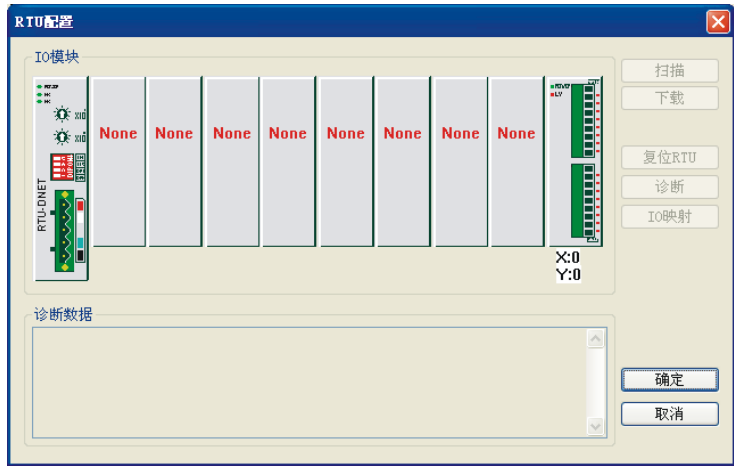 RTU配置
IO模块
扫描
下载
None None None None None None None None
复位RTU
诊断
IO映射
RTU-DNET
X:0
Y:0
诊断数据
确定
取消